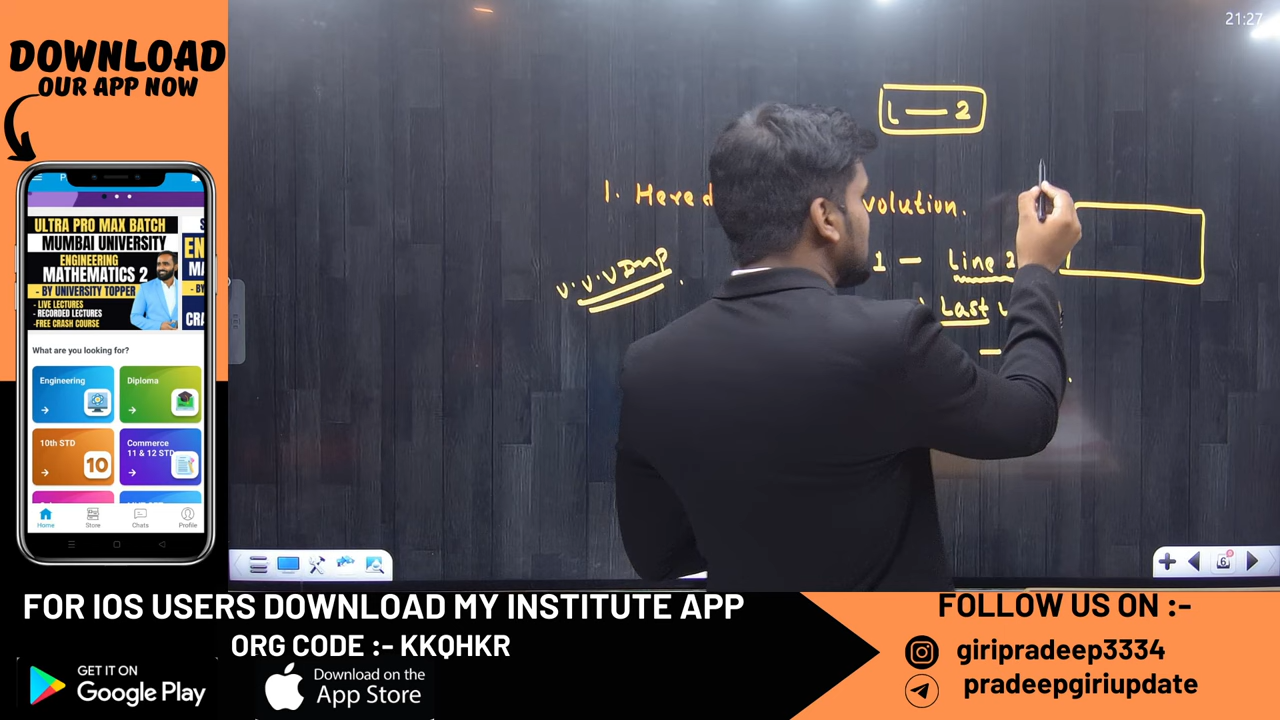 DOWNLOAD
OUR APP NOW
ULTRA PRO MAX BATCH
MUMBAI UNIVERSITY
ENGINEERING
MATHEMATICS 2
- BY UNIVERSITY TOPPER
- LIVE LECTURES
- RECORDED LECTURES
-FREE CRASH COURSE
What are you looking for?
Engineering
Diploma
10th STD
10
Commerce
11 & 12 STD
Home
Store
Chats
Profile
21:27
L — 2
1. Hered volution.
1 — Line 2
V.V.V Imp.
Last
6
FOR IOS USERS DOWNLOAD MY INSTITUTE APP
ORG CODE :- KKQHKR
GET IT ON
Google Play
Download on the
App Store
FOLLOW US ON :-
giripradeep3334
pradeepgiriupdate